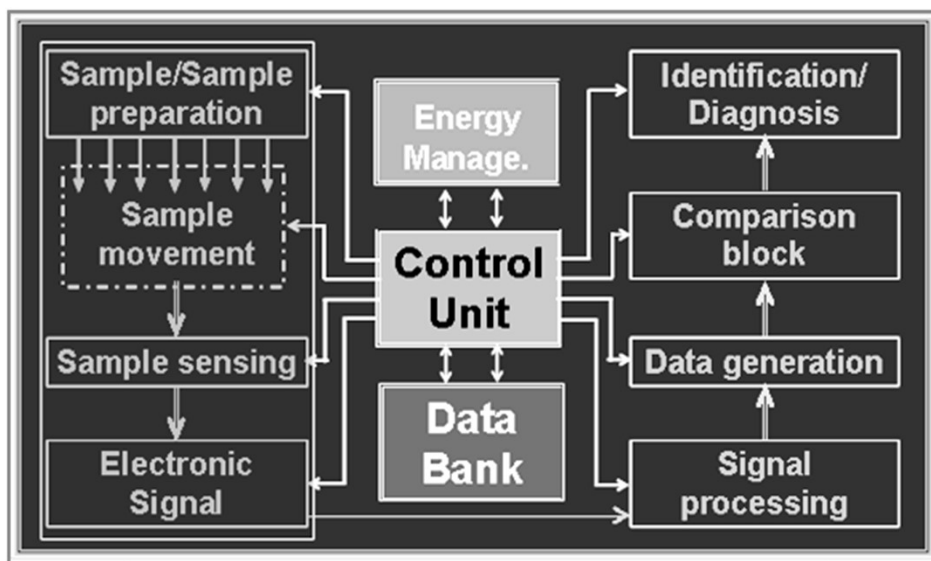 Sample/Sample
preparation
Sample
movement
Sample sensing
Electronic
Signal
Energy
Manage.
Control
Unit
Data
Bank
Identification/
Diagnosis
Comparison
block
Data generation
Signal
processing